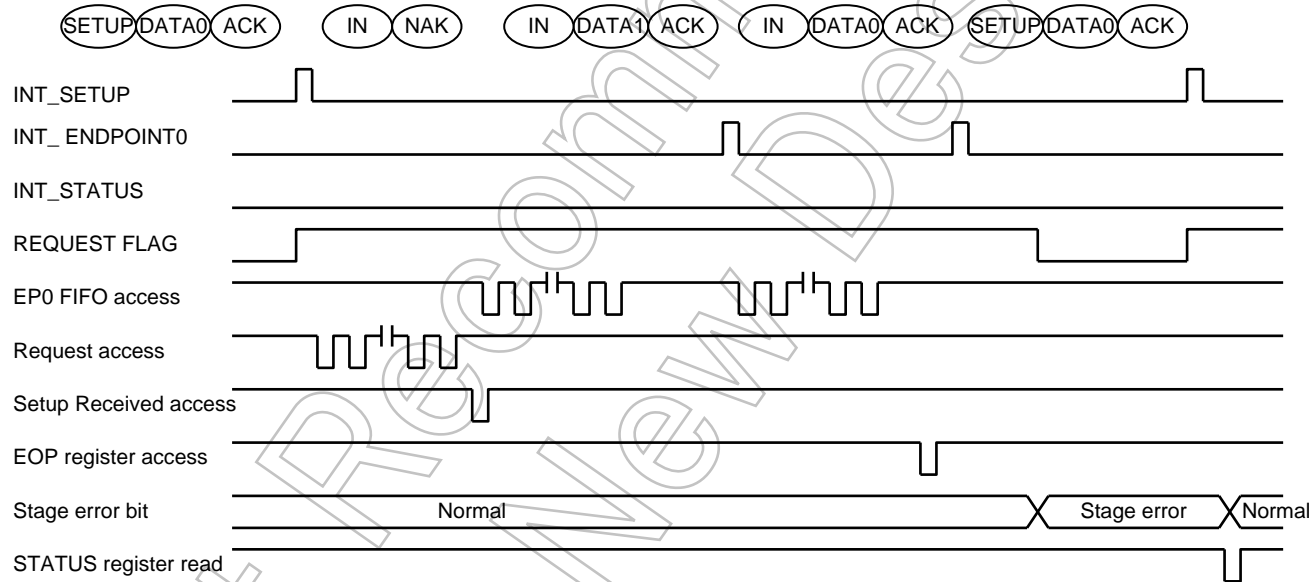 SETUP DATA0 ACK IN NAK IN DATA1 ACK IN DATA0 ACK SETUP DATA0 ACK
INT_SETUP
INT_ ENDPOINT0
INT_STATUS
REQUEST FLAG
EP0 FIFO access
Request access
Setup Received access
EOP register access
Stage error bit Normal Stage error Normal
STATUS register read